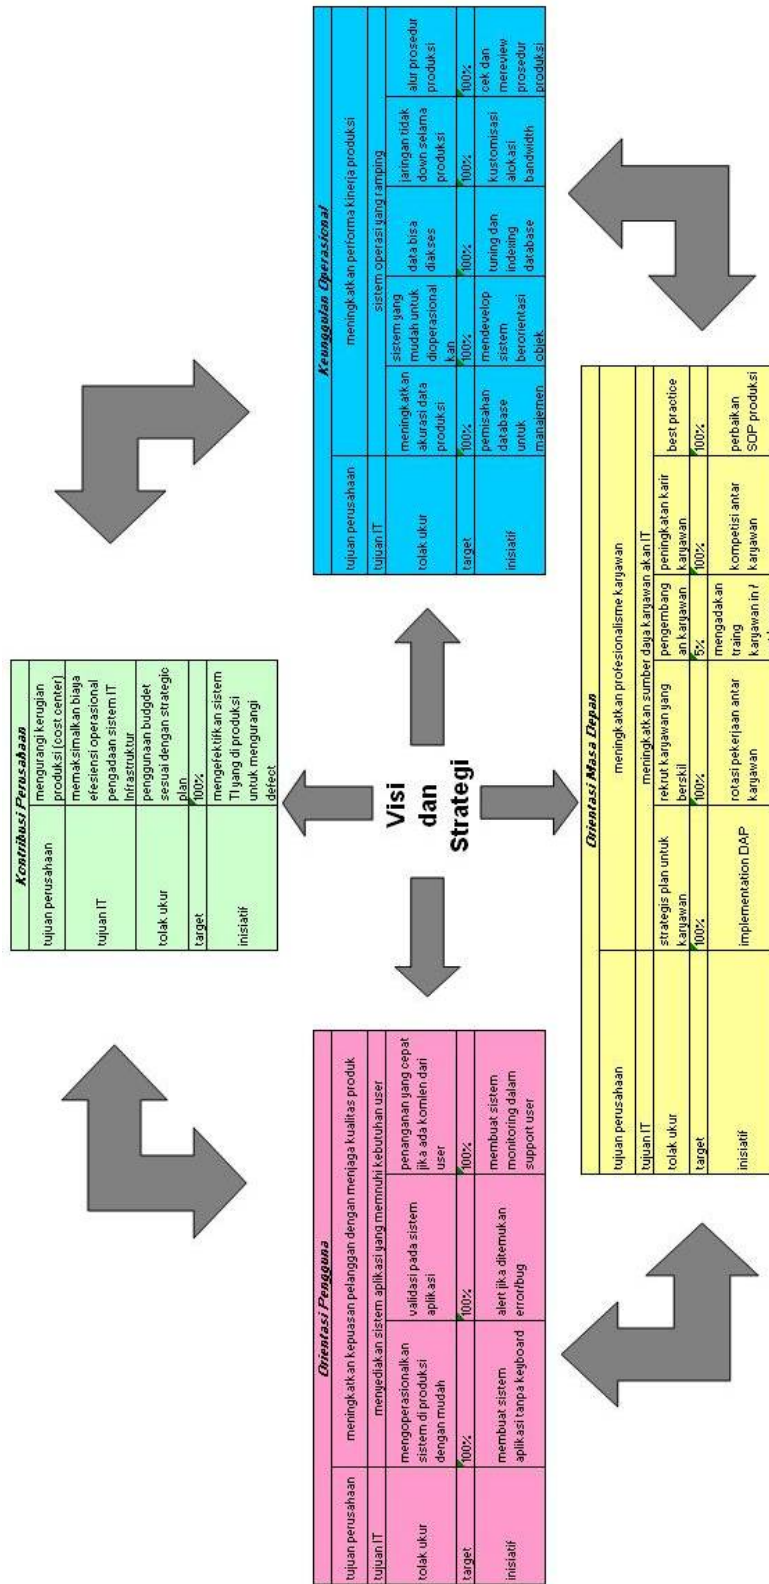 Kontribusi Perusahaan
tujuan perusahaan
mengurangi kerugian
produksi (cost center)
tujuan IT
memaksimalkan biaya
efesiensi operasional
pengadaan sistem IT
Infrastruktur
tolak ukur
penggunaan budgdet
sesuai dengan strategic
plan
target
100%
inisiatif
mengefektifkan sistem
TI yang di produksi
untuk mengurangi
defect
Orientasi Pengguna
tujuan perusahaan
meningkatkan kepuasan pelanggan dengan menjaga kualitas produk
tujuan IT
menyediakan sistem aplikasi yang memnuhi kebutuhan user
tolak ukur
mengoperasionalkan
sistem di produksi
dengan mudah
validasi pada sistem
aplikasi
penanganan yang cepat
jika ada komlen dari
user
target
100%
100%
100%
inisiatif
membuat sistem
aplikasi tanpa keyboard
alert jika ditemukan
error/bug
membuat sistem
monitoring dalam
support user
Visi
dan
Strategi
Keunggulan Operasional
tujuan perusahaan
meningkatkan performa kinerja produksi
tujuan IT
sistem operasi yang ramping
tolak ukur
meningkatkan
akurasi data
produksi
sistem yang
mudah untuk
dioperasional
kan
data bisa
diakses
jaringan tidak
down selama
produksi
alur prosedur
produksi
target
100%
100%
100%
100%
100%
inisiatif
pemisahan
database
untuk
manajemen
mendevelop
sistem
berorientasi
objek
tuning dan
indexing
database
kustomisasi
alokasi
bandwidth
cek dan
mereview
prosedur
produksi
Orientasi Masa Depan
tujuan perusahaan
meningkatkan profesionalisme karyawan
tujuan IT
meningkatkan sumber daya karyawan akan IT
tolak ukur
strategis plan untuk
karyawan
rekrut karyawan yang
berskil
pengembang
an karyawan
peningkatan karir
karyawan
best practice
target
100%
100%
5%
100%
100%
inisiatif
implementation DAP
rotasi pekerjaan antar
karyawan
mengadakan
traing
karyawan in /
kompetisi antar
karyawan
perbaikan
SOP produksi